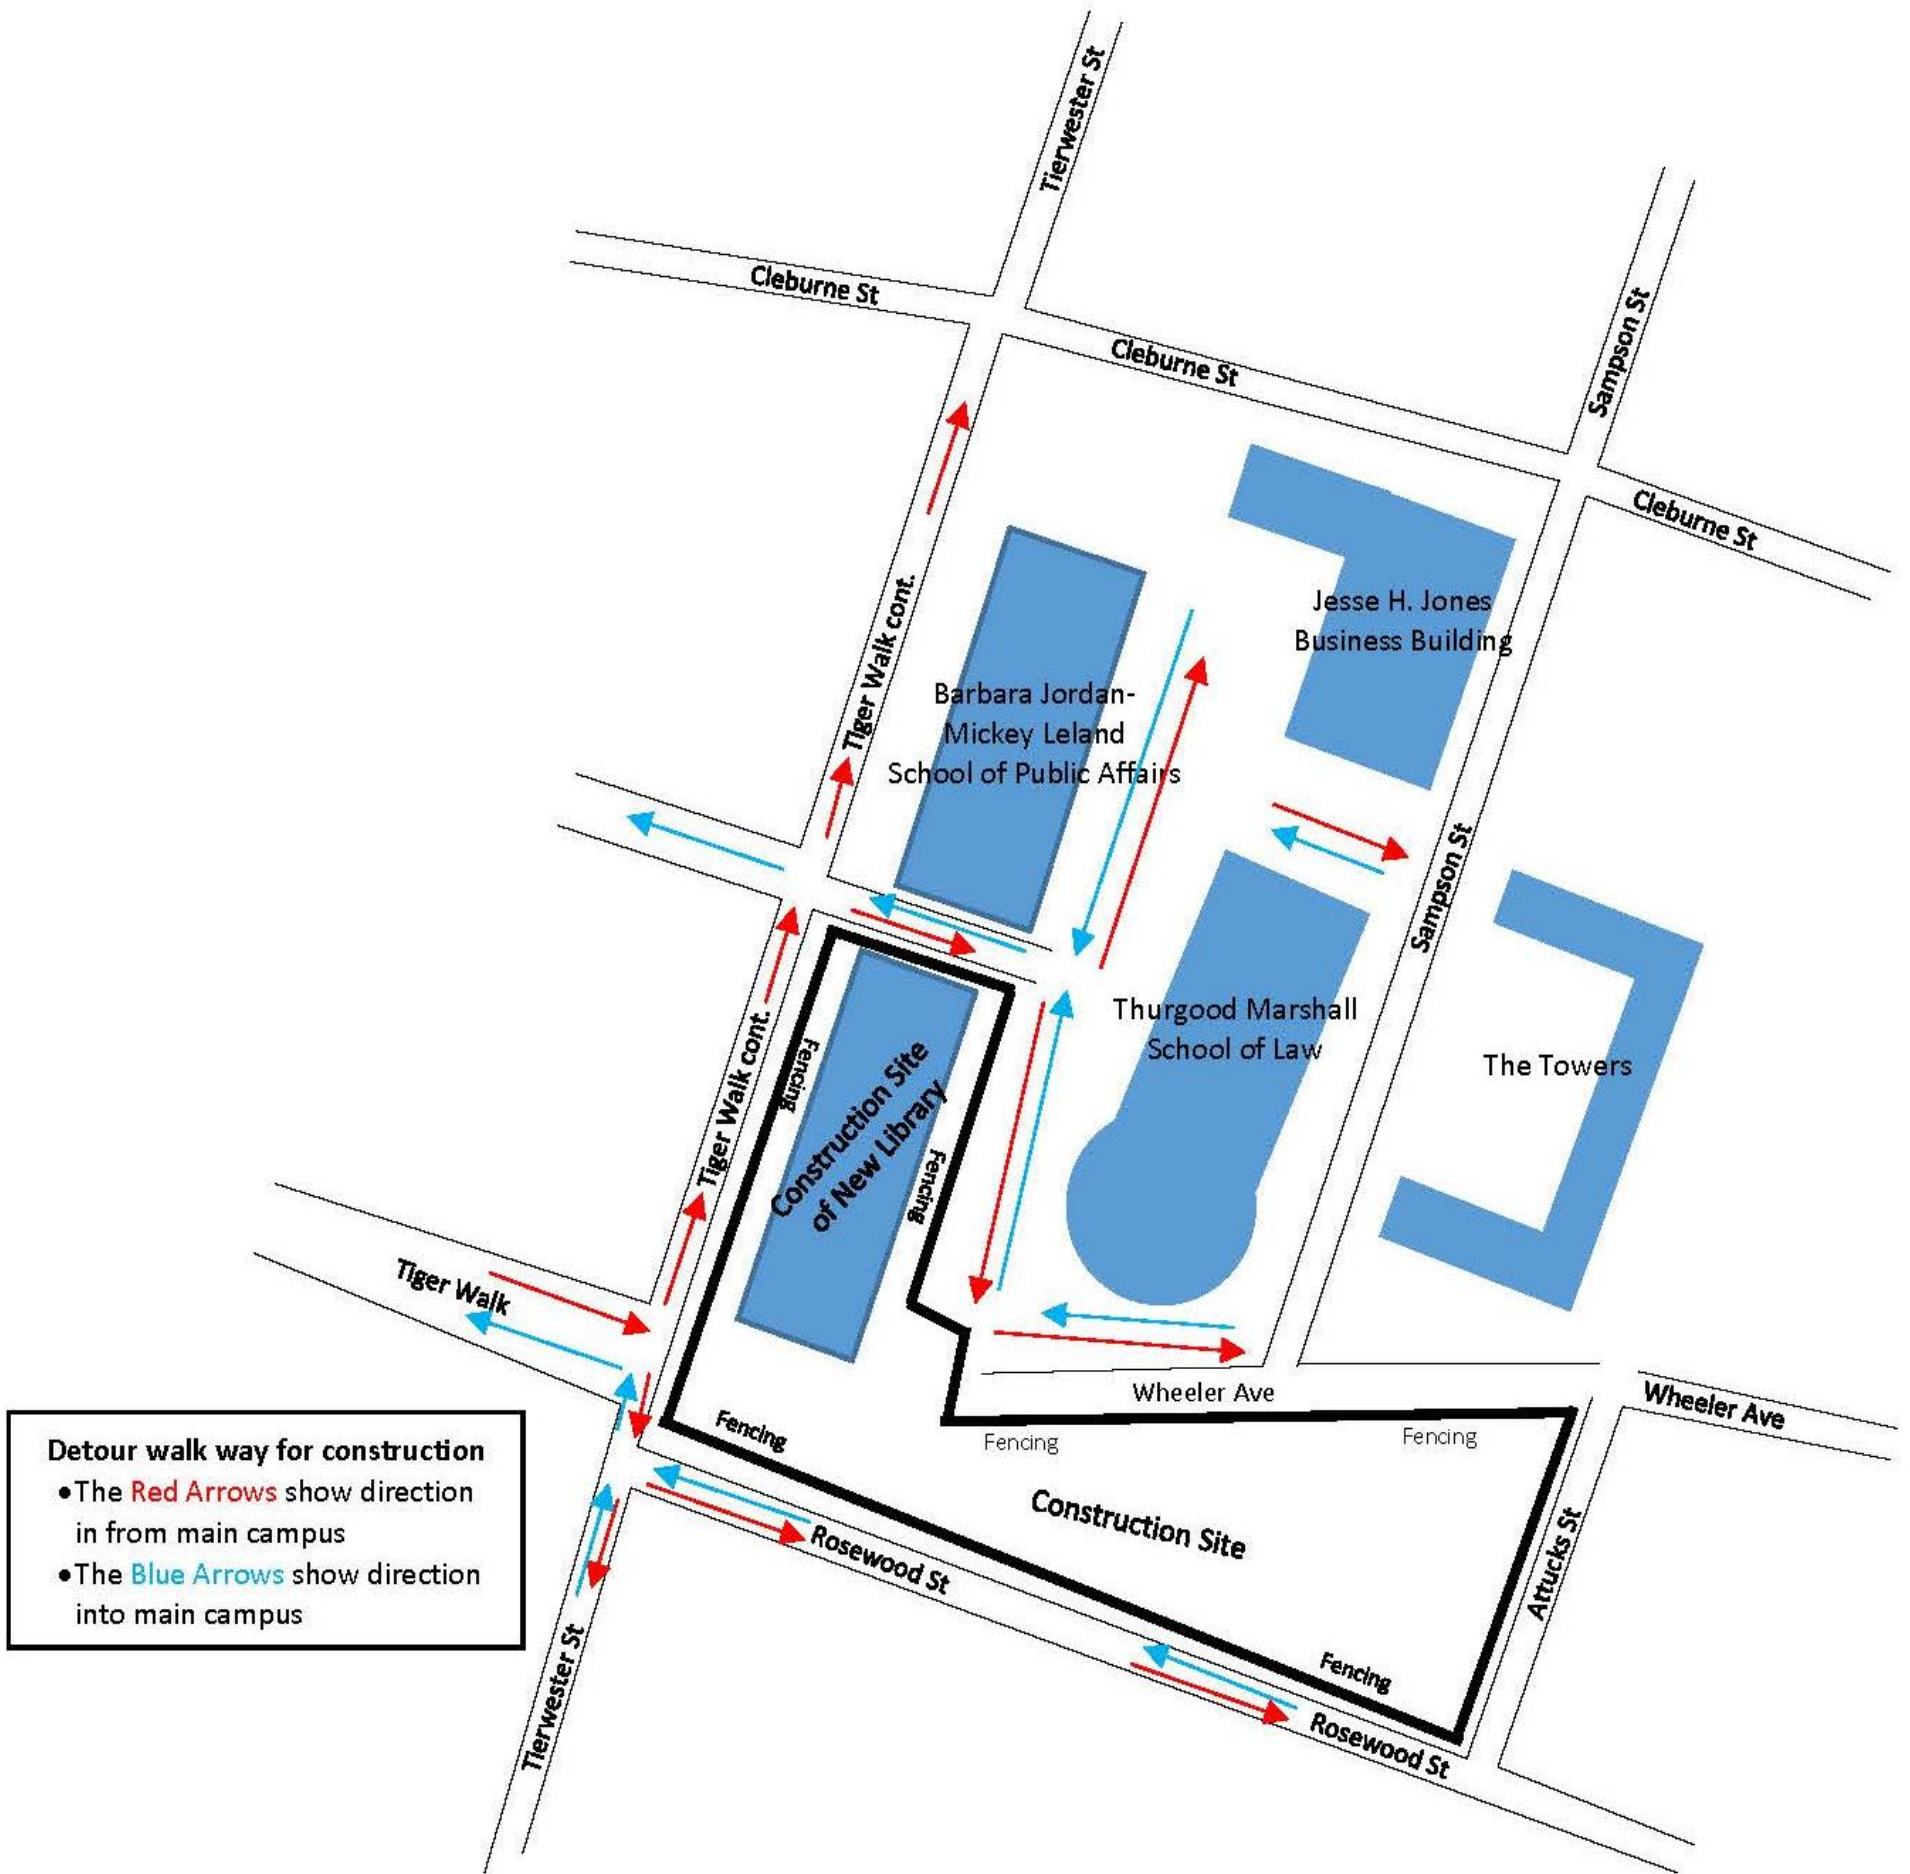 Tierwester St
Cleburne St
Cleburne St
Sampson St
Cleburne St
Jesse H. Jones
Business Building
Tiger Walk cont.
Barbara Jordan-
Mickey Leland
School of Public Affairs
Sampson St
Thurgood Marshall
School of Law
The Towers
Fencing
Construction Site
of New Library
Tiger Walk cont.
Fencing
Tiger Walk
Wheeler Ave
Wheeler Ave
Fencing
Fencing
Fencing
Detour walk way for construction
•The Red Arrows show direction
in from main campus
•The Blue Arrows show direction
into main campus
Construction Site
Attucks St
Rosewood St
Tierwester St
Fencing
Rosewood St